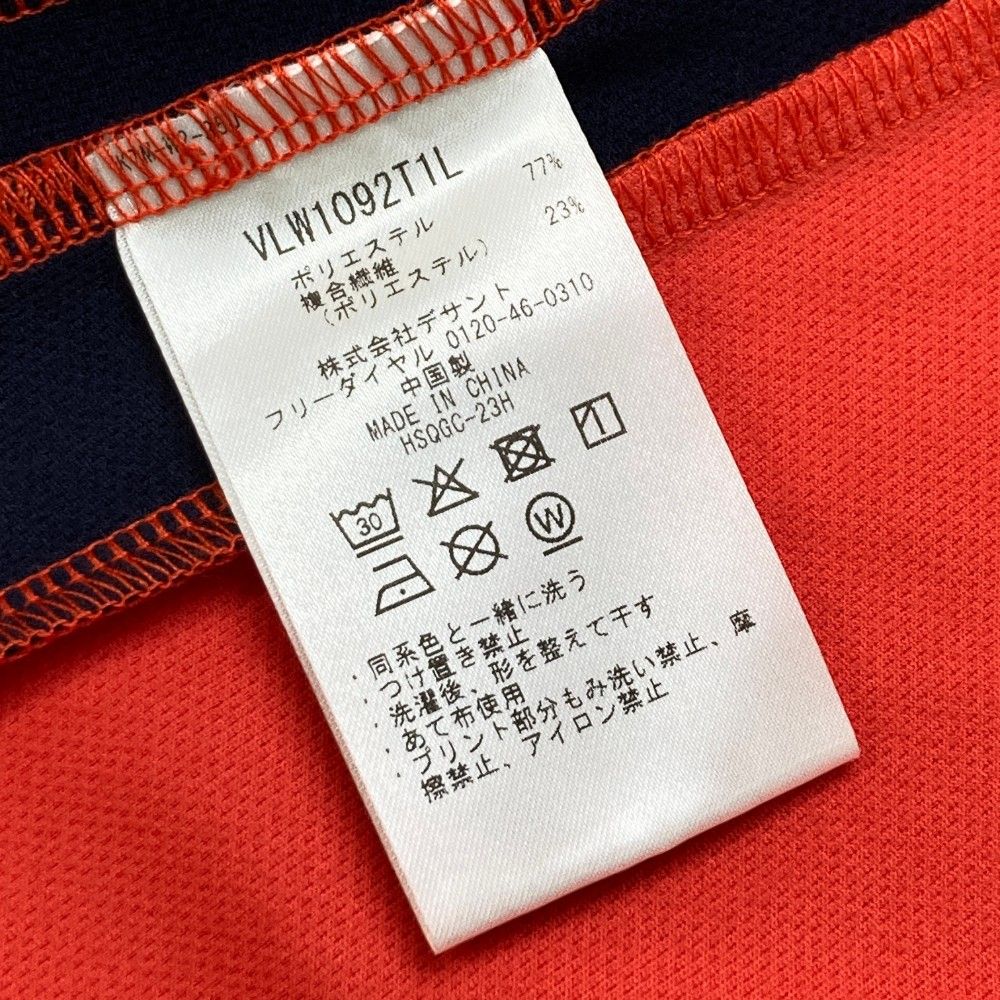 VLW1092T1L
ポリエステル 77%
複合繊維 23%
(ポリエステル)
株式会社デサント
フリーダイヤル 0120-46-0310
中国製
MADE IN CHINA
HSQGC-23H
30
W
・同系色と一緒に洗う
・つけ置き禁止
・洗濯後、形を整えて干す
・あて布使用
・プリント部分もみ洗い禁止、摩
擦禁止、アイロン禁止